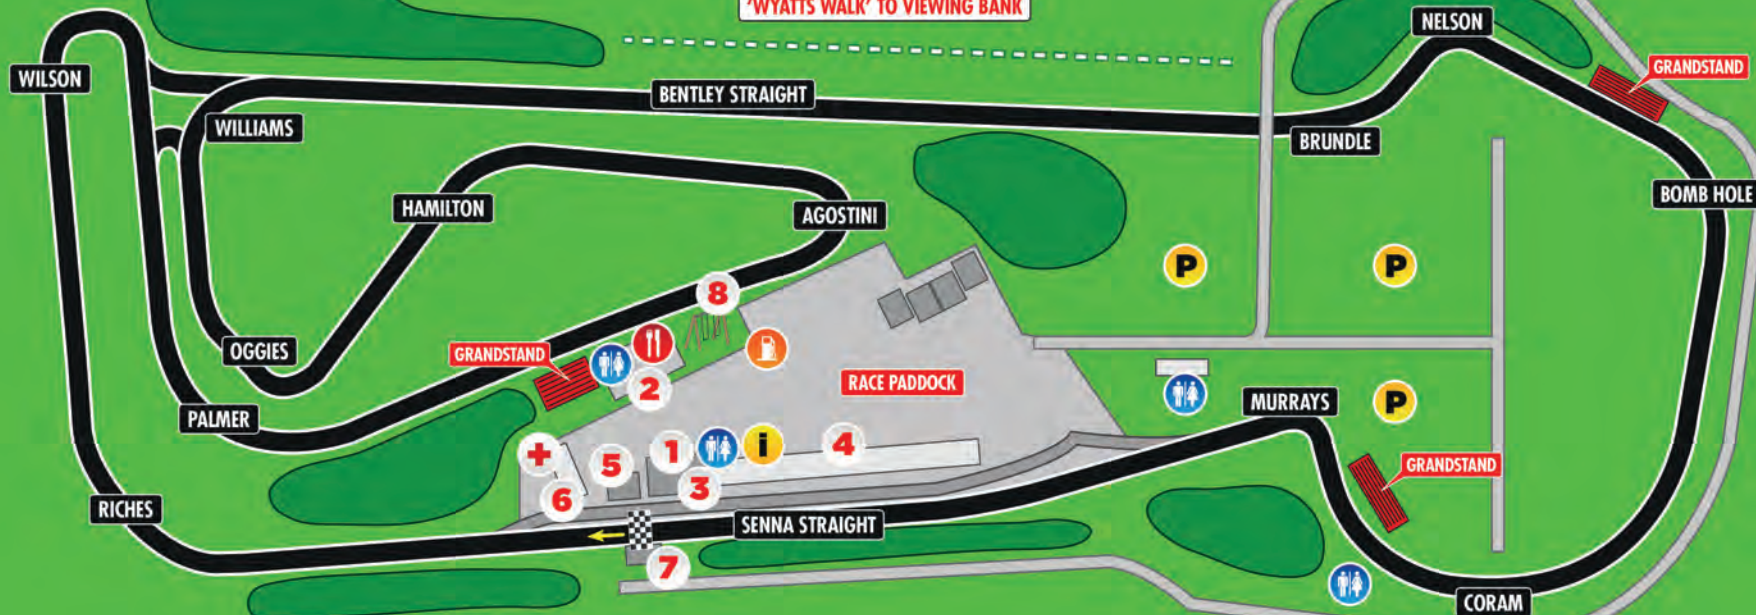 'WYATTS WALK' TO VIEWING BANK
NELSON
GRANDSTAND
WILSON
BENTLEY STRAIGHT
WILLIAMS
BRUNDLE
BOMB HOLE
HAMILTON
AGOSTINI
P
P
8
OGGIES
GRANDSTAND
2
RACE PADDOCK
MURRAYS
P
PALMER
1
i
4
5
3
6
GRANDSTAND
RICHES
SENNA STRAIGHT
7
CORAM